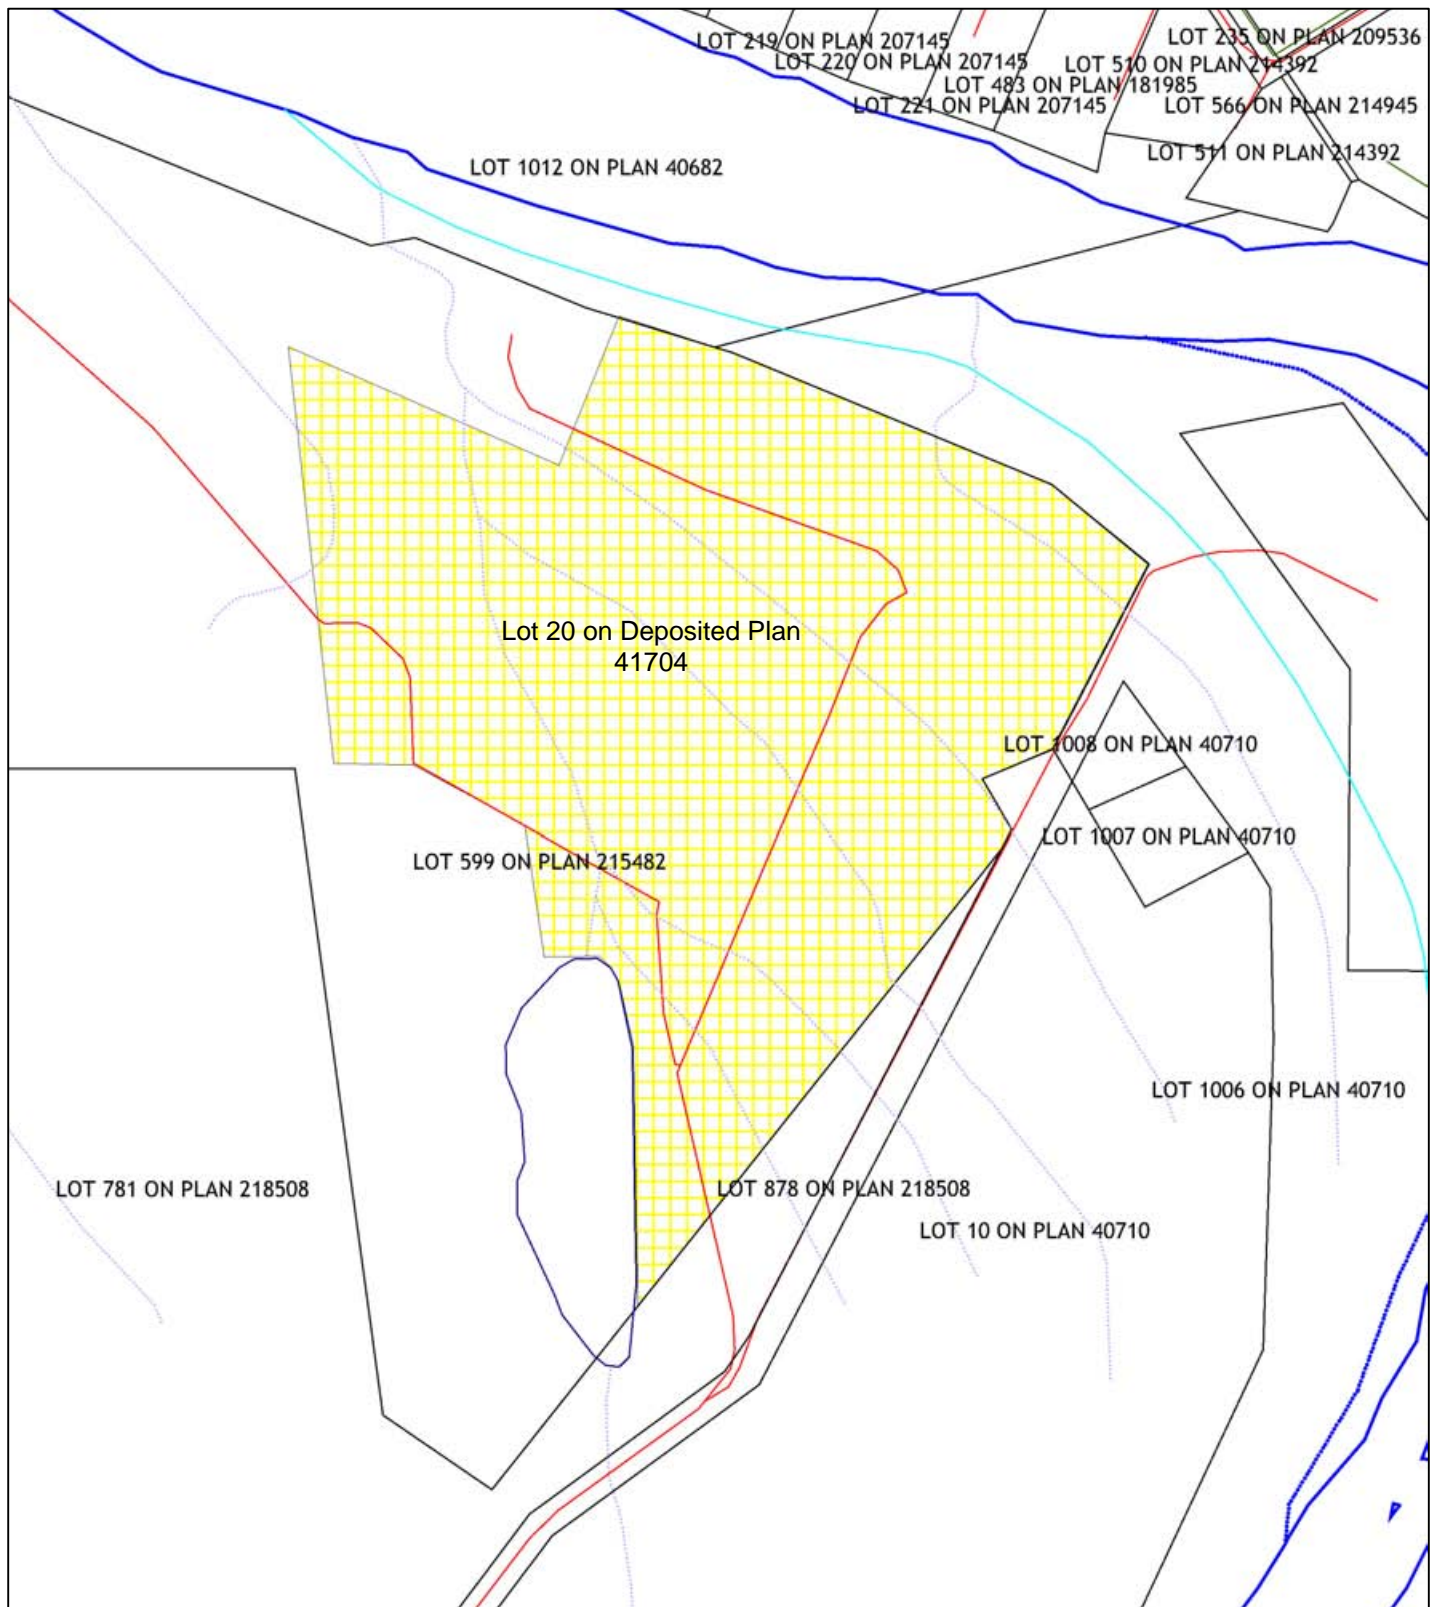 LOT 219 ON PLAN 207145
LOT 235 ON PLAN 209536
LOT 220 ON PLAN 207145
LOT 510 ON PLAN 214392
LOT 483 ON PLAN 181985
LOT 221 ON PLAN 207145
LOT 566 ON PLAN 214945
LOT 511 ON PLAN 214392
LOT 1012 ON PLAN 40682
Lot 20 on Deposited Plan
41704
LOT 1008 ON PLAN 40710
LOT 1007 ON PLAN 40710
LOT 599 ON PLAN 215482
LOT 1006 ON PLAN 40710
LOT 781 ON PLAN 218508
LOT 878 ON PLAN 218508
LOT 10 ON PLAN 40710